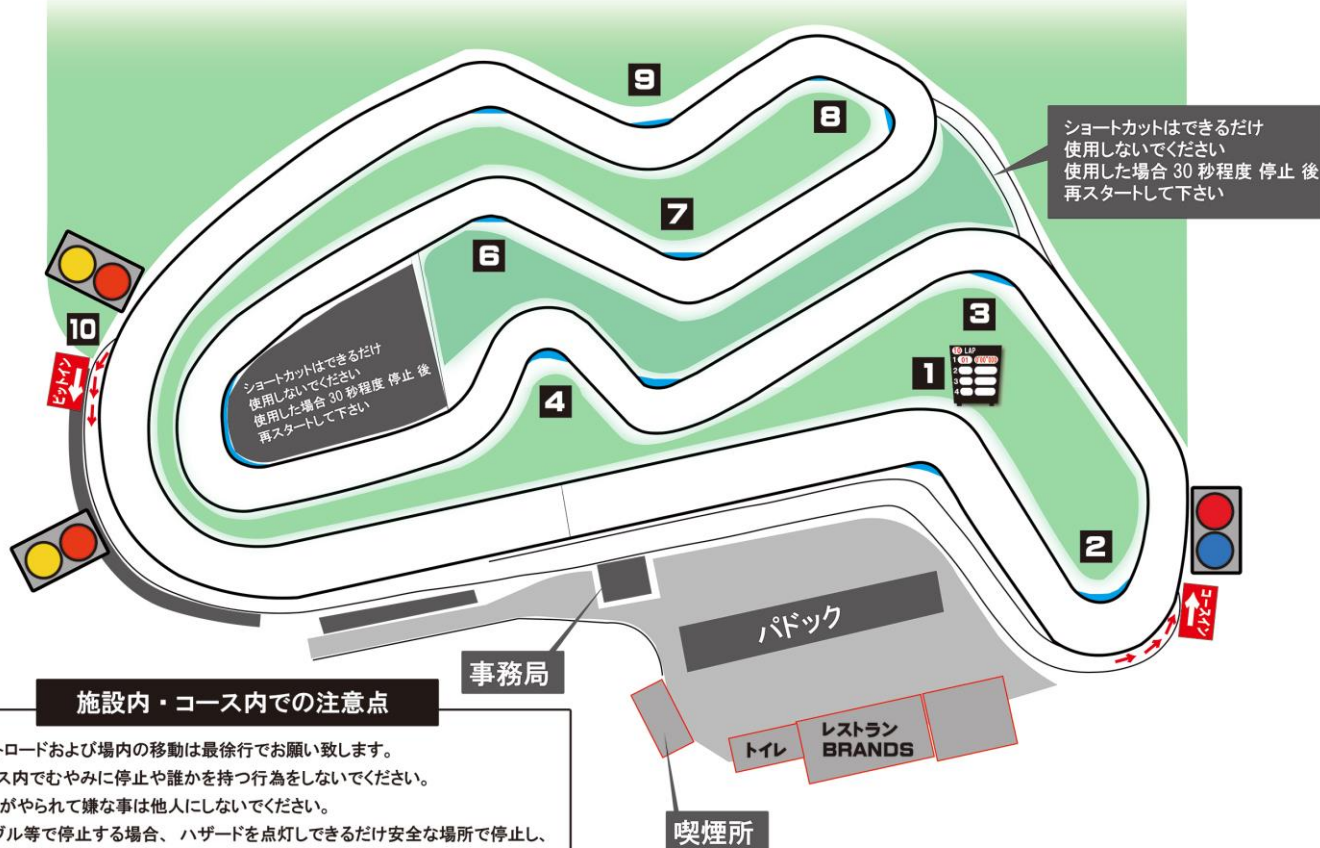 9
8
ショートカットはできるだけ
使用しないでください
使用した場合 30 秒程度 停止 後
再スタートして下さい
7
6
10
ピットイン
3
10 LAP
1 01 0'00"000
2
3
4
1
ショートカットはできるだけ
使用しないでください
使用した場合 30 秒程度 停止 後
再スタートして下さい
4
2
コースイン
パドック
事務局
施設内・コース内での注意点
トロードおよび場内の移動は最徐行でお願い致します。
ス内でむやみに停止や誰かを持つ行為をしないでください。
がやられて嫌な事は他人にしないでください。
ブル等で停止する場合、ハザードを点灯しできるだけ安全な場所で停止し、
トイレ
レストラン
BRANDS
喫煙所